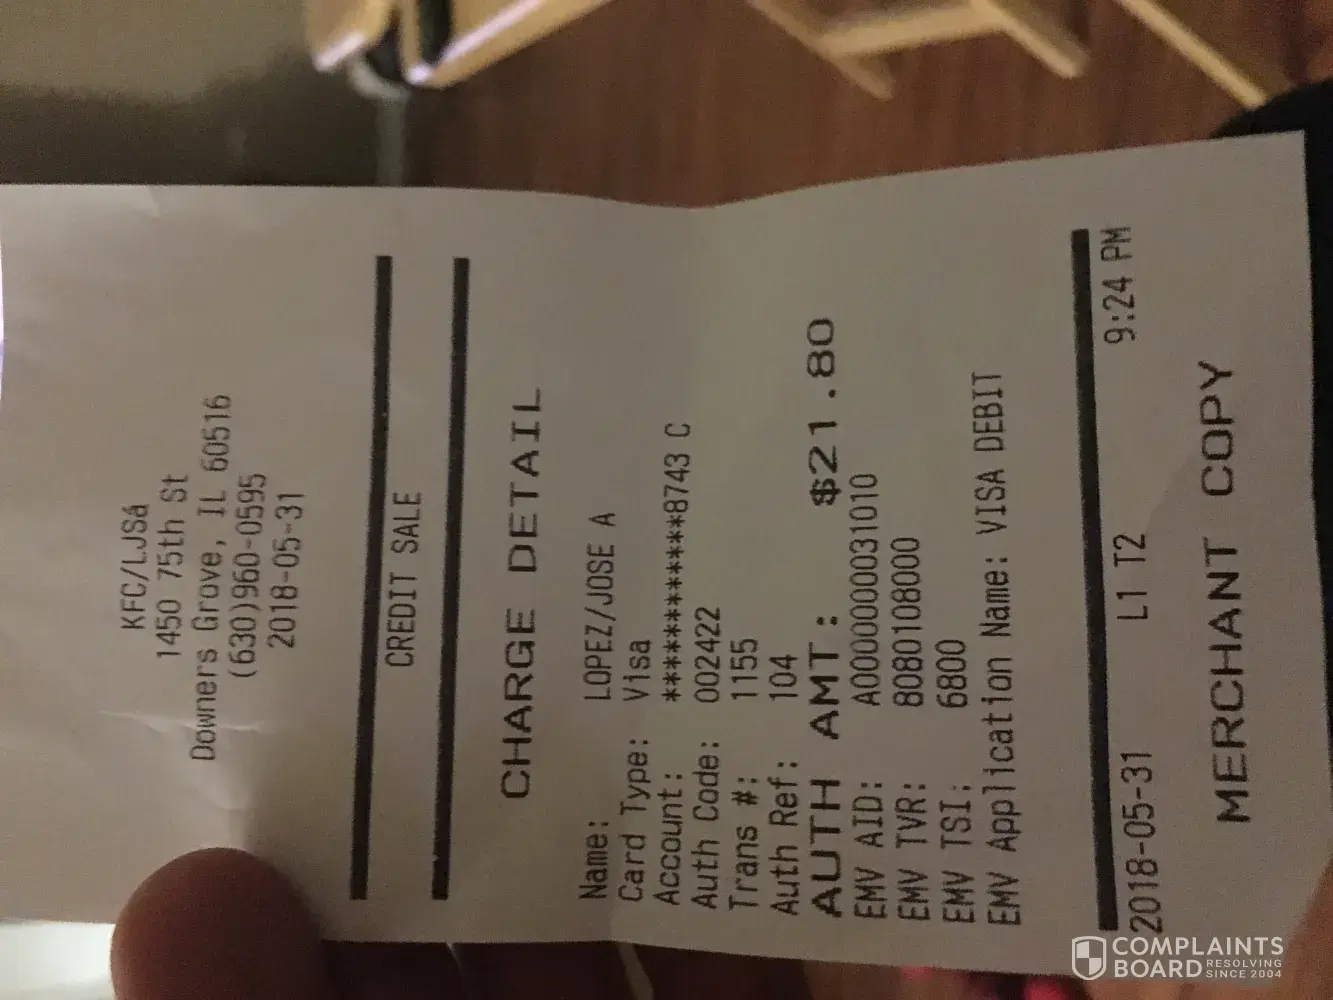 KFC/LJSá
1450 75th St
Downers Grove, IL 60516
(630)960-0595
2018-05-31
CREDIT SALE
CHARGE DETAIL
Name: LOPEZ/JOSE A
Card Type: Visa
Account: ************8743 C
Auth Code: 002422
Trans #: 1155
Auth Ref: 104
AUTH AMT: $21.80
EMV AID: A0000000031010
EMV TVR: 8080108000
EMV TSI: 6800
EMV Application Name: VISA DEBIT
2018-05-31 L1 T2 9:24 PM
MERCHANT COPY
COMPLAINTS
BOARD RESOLVING
SINCE 2004